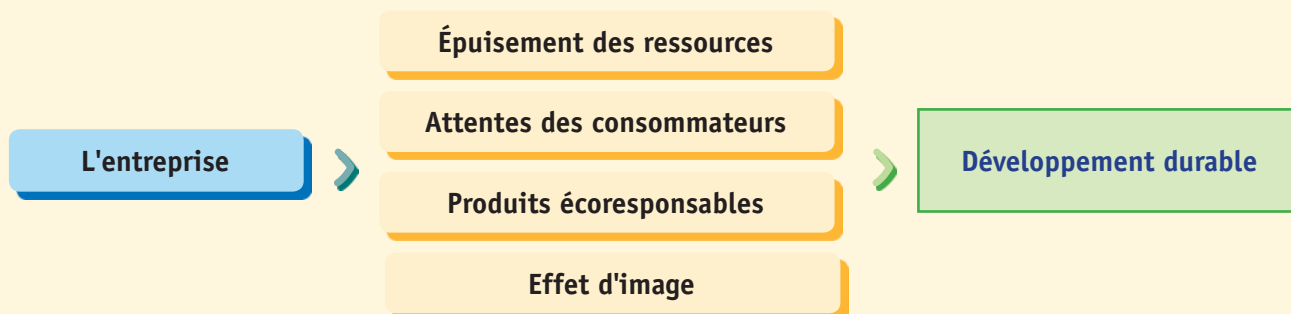 L'entreprise
Épuisement des ressources
Attentes des consommateurs
Produits écoresponsables
Effet d'image
Développement durable